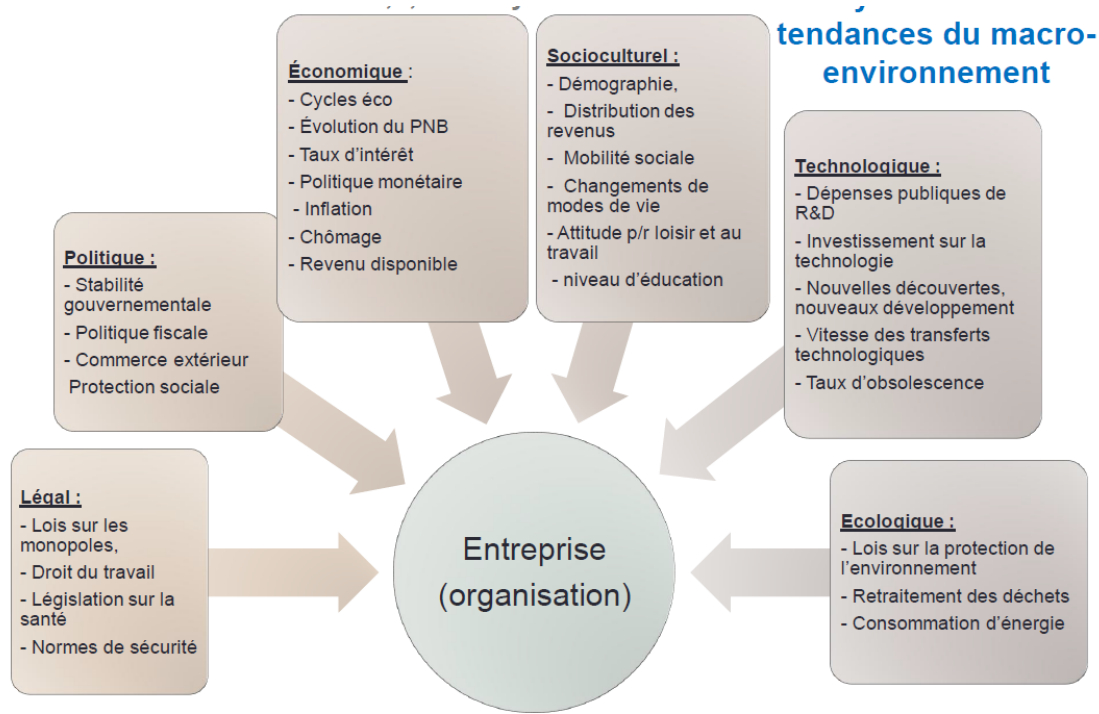 tendances du macro-
environnement
Économique :
- Cycles éco
- Évolution du PNB
- Taux d'intérêt
- Politique monétaire
- Inflation
- Chômage
- Revenu disponible
Socioculturel :
- Démographie,
- Distribution des
revenus
- Mobilité sociale
- Changements de
modes de vie
- Attitude p/r loisir et au
travail
- niveau d'éducation
Technologique :
- Dépenses publiques de
R&D
- Investissement sur la
technologie
- Nouvelles découvertes,
nouveaux développement
- Vitesse des transferts
technologiques
- Taux d'obsolescence
Politique :
- Stabilité
gouvernementale
- Politique fiscale
- Commerce extérieur
Protection sociale
Légal :
- Lois sur les
monopoles,
- Droit du travail
- Législation sur la
santé
- Normes de sécurité
Ecologique :
- Lois sur la protection de
l'environnement
- Retraitement des déchets
- Consommation d'énergie
Entreprise
(organisation)